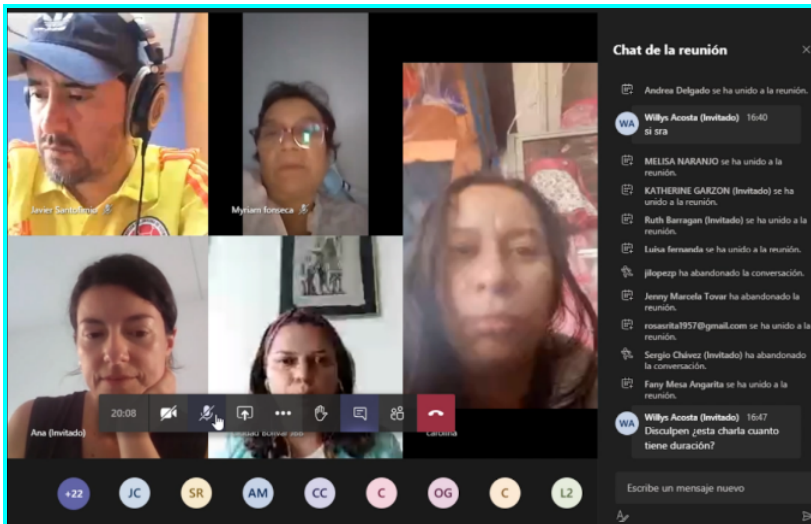 Chat de la reunión
Andrea Delgado se ha unido a la reunión.
WA
Willys Acosta (Invitado) 16:40
si sra
MELISA NARANJO se ha unido a la
reunión.
KATHERINE GARZON (Invitado) se ha
unido a la reunión.
Ruth Barragan (Invitado) se ha unido a la
reunión.
Luisa fernanda se ha unido a la reunión.
jilopezp ha abandonado la conversación.
Jenny Marcela Tovar ha abandonado la
reunión.
rosasrita1957@gmail.com se ha unido a la
reunión.
Sergio Chávez (Invitado) ha abandonado
la conversación.
Fany Mesa Angarita se ha unido a la
reunión.
WA
Willys Acosta (Invitado) 16:47
Disculpen ¿esta charla cuanto
tiene duración?
Escribe un mensaje nuevo
Javier Santofimio
Myriam fonseca
20:08
Ana (Invitado)
Carolina
+22
JC
SR
AM
CC
C
OG
C
L2